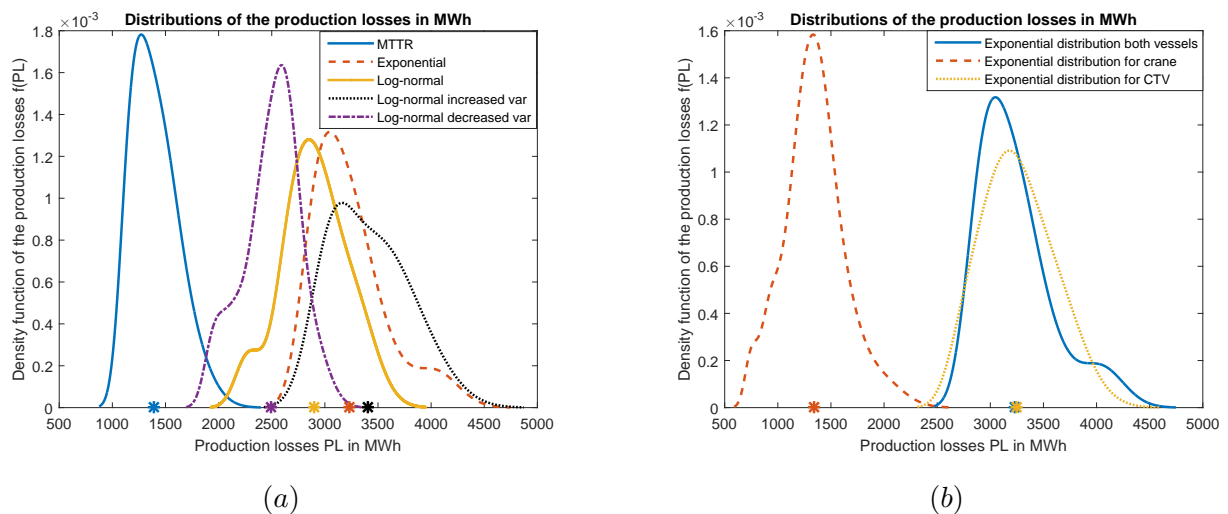 Distributions of the production losses in MWh
×10⁻³
1.8
1.6
1.4
1.2
1
0.8
0.6
0.4
0.2
0
Density function of the production losses f(PL)
MTTR
Exponential
Log-normal
Log-normal increased var
Log-normal decreased var
500 1000 1500 2000 2500 3000 3500 4000 4500 5000
Production losses PL in MWh
(a)
Distributions of the production losses in MWh
×10⁻³
1.6
1.4
1.2
1
0.8
0.6
0.4
0.2
0
Density function of the production losses f(PL)
Exponential distribution both vessels
Exponential distribution for crane
Exponential distribution for CTV
500 1000 1500 2000 2500 3000 3500 4000 4500 5000
Production losses PL in MWh
(b)